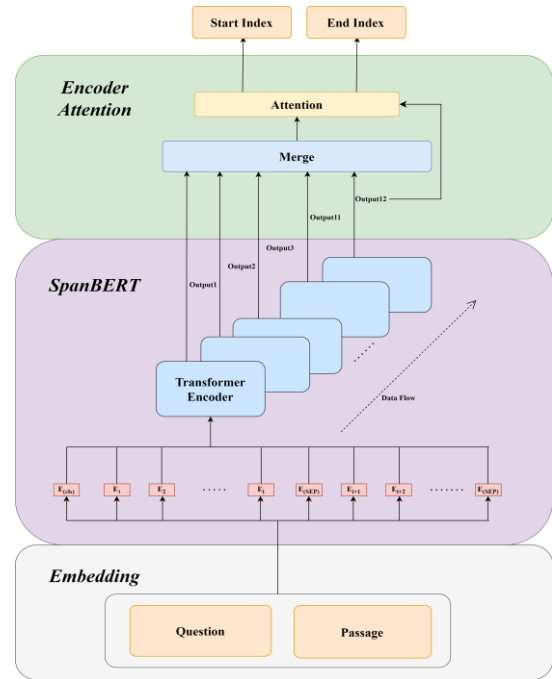 Start Index
End Index
Encoder
Attention
Attention
Merge
Output12
Output11
Output3
Output2
Output1
SpanBERT
Transformer
Encoder
......
Data Flow
E(cls)
E1
E2
.....
Ei
E(SEP)
Ei+1
Ei+2
.......
E(SEP)
Embedding
Question
Passage